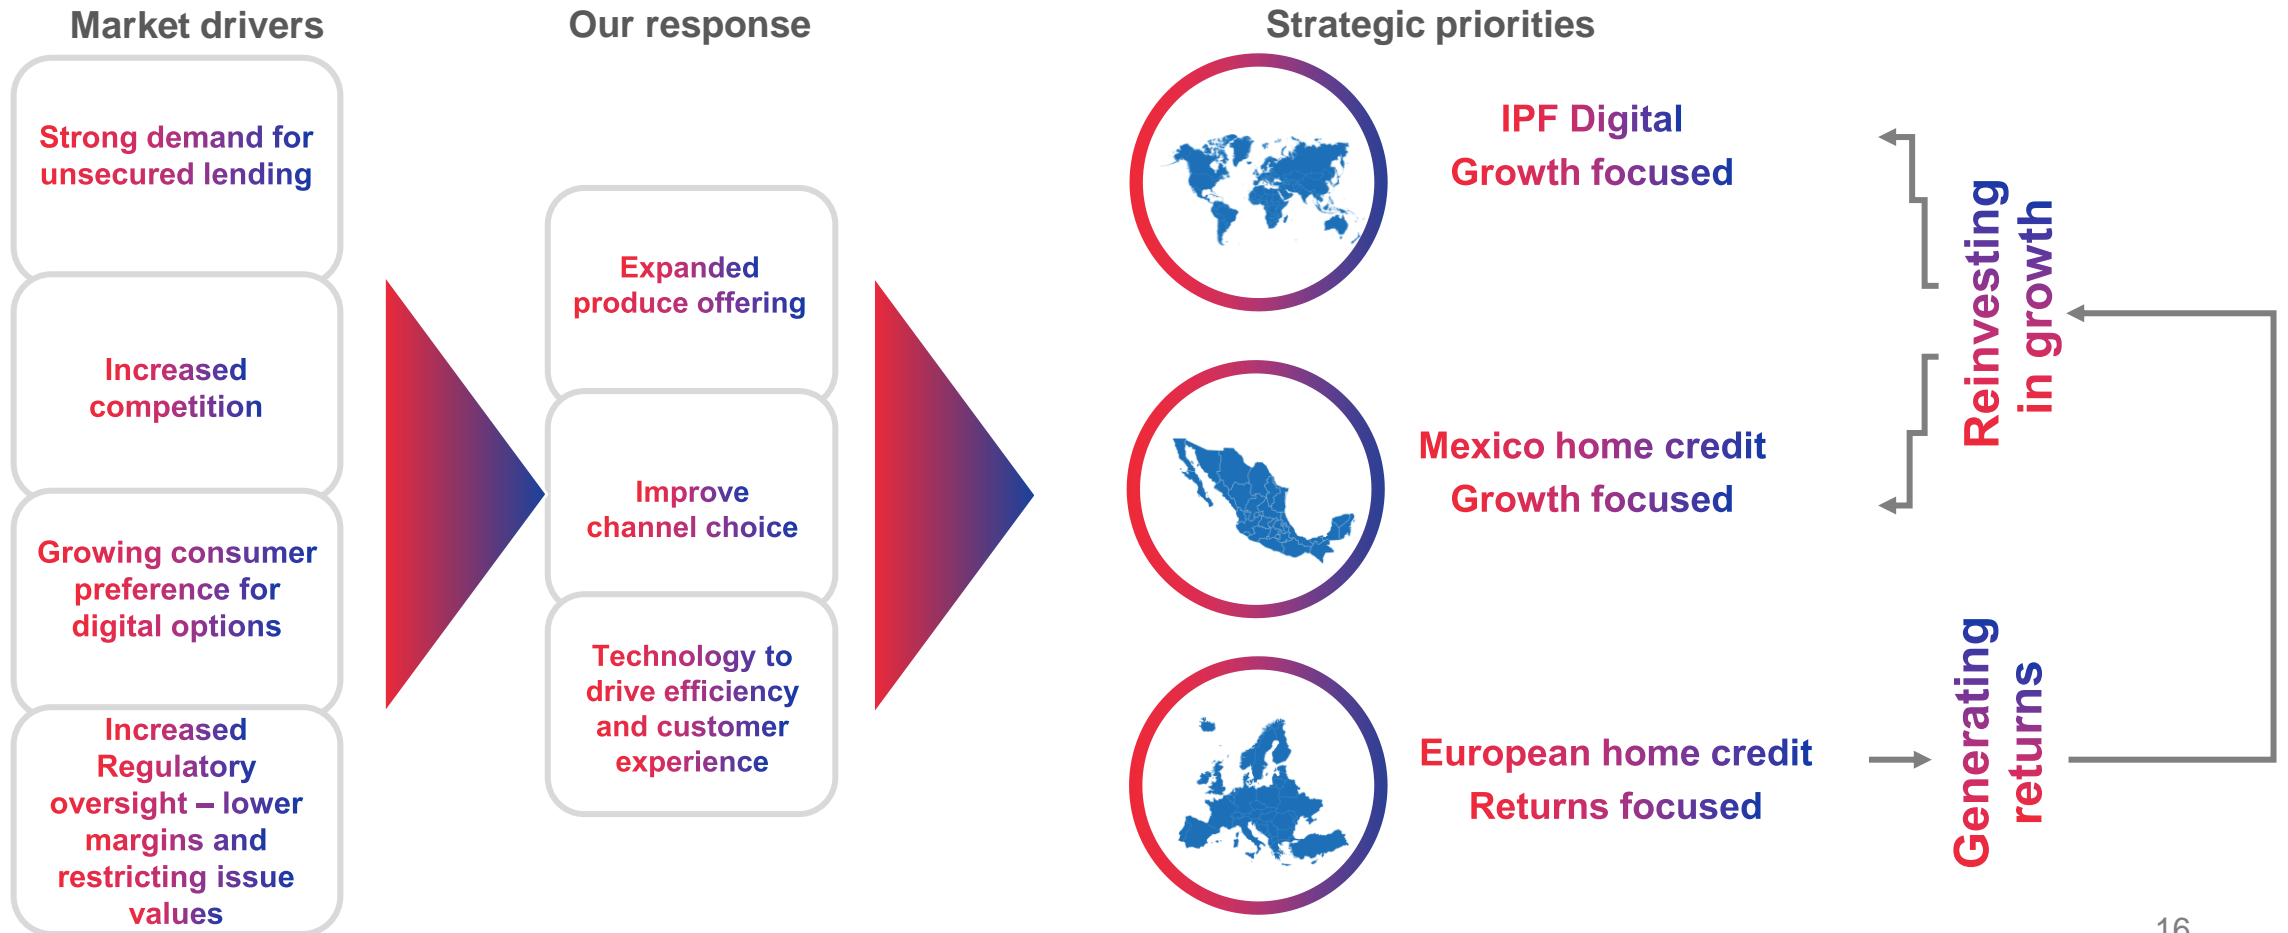 Market drivers
Strong demand for
unsecured lending
Increased
competition
Growing consumer
preference for
digital options
Increased
Regulatory
oversight – lower
margins and
restricting issue
values
Our response
Expanded
produce offering
Improve
channel choice
Technology to
drive efficiency
and customer
experience
Strategic priorities
IPF Digital
Growth focused
Mexico home credit
Growth focused
European home credit
Returns focused
Reinvesting
in growth
Generating
returns
16